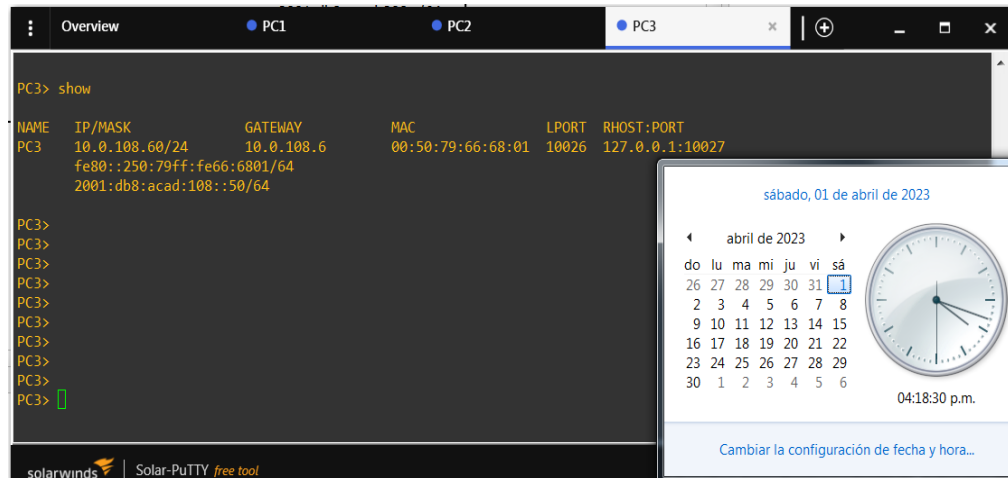 Overview PC1 PC2 PC3
PC3> show
NAME IP/MASK GATEWAY MAC LPORT RHOST:PORT
PC3 10.0.108.60/24 10.0.108.6 00:50:79:66:68:01 10026 127.0.0.1:10027
fe80::250:79ff:fe66:6801/64
2001:db8:acad:108::50/64
PC3>
PC3>
PC3>
PC3>
PC3>
PC3>
PC3>
PC3>
PC3>
PC3>
solarwinds Solar-PuTTY free tool
sábado, 01 de abril de 2023
abril de 2023
do lu ma mi ju vi sá
26 27 28 29 30 31 1
2 3 4 5 6 7 8
9 10 11 12 13 14 15
16 17 18 19 20 21 22
23 24 25 26 27 28 29
30 1 2 3 4 5 6
04:18:30 p.m.
Cambiar la configuración de fecha y hora...